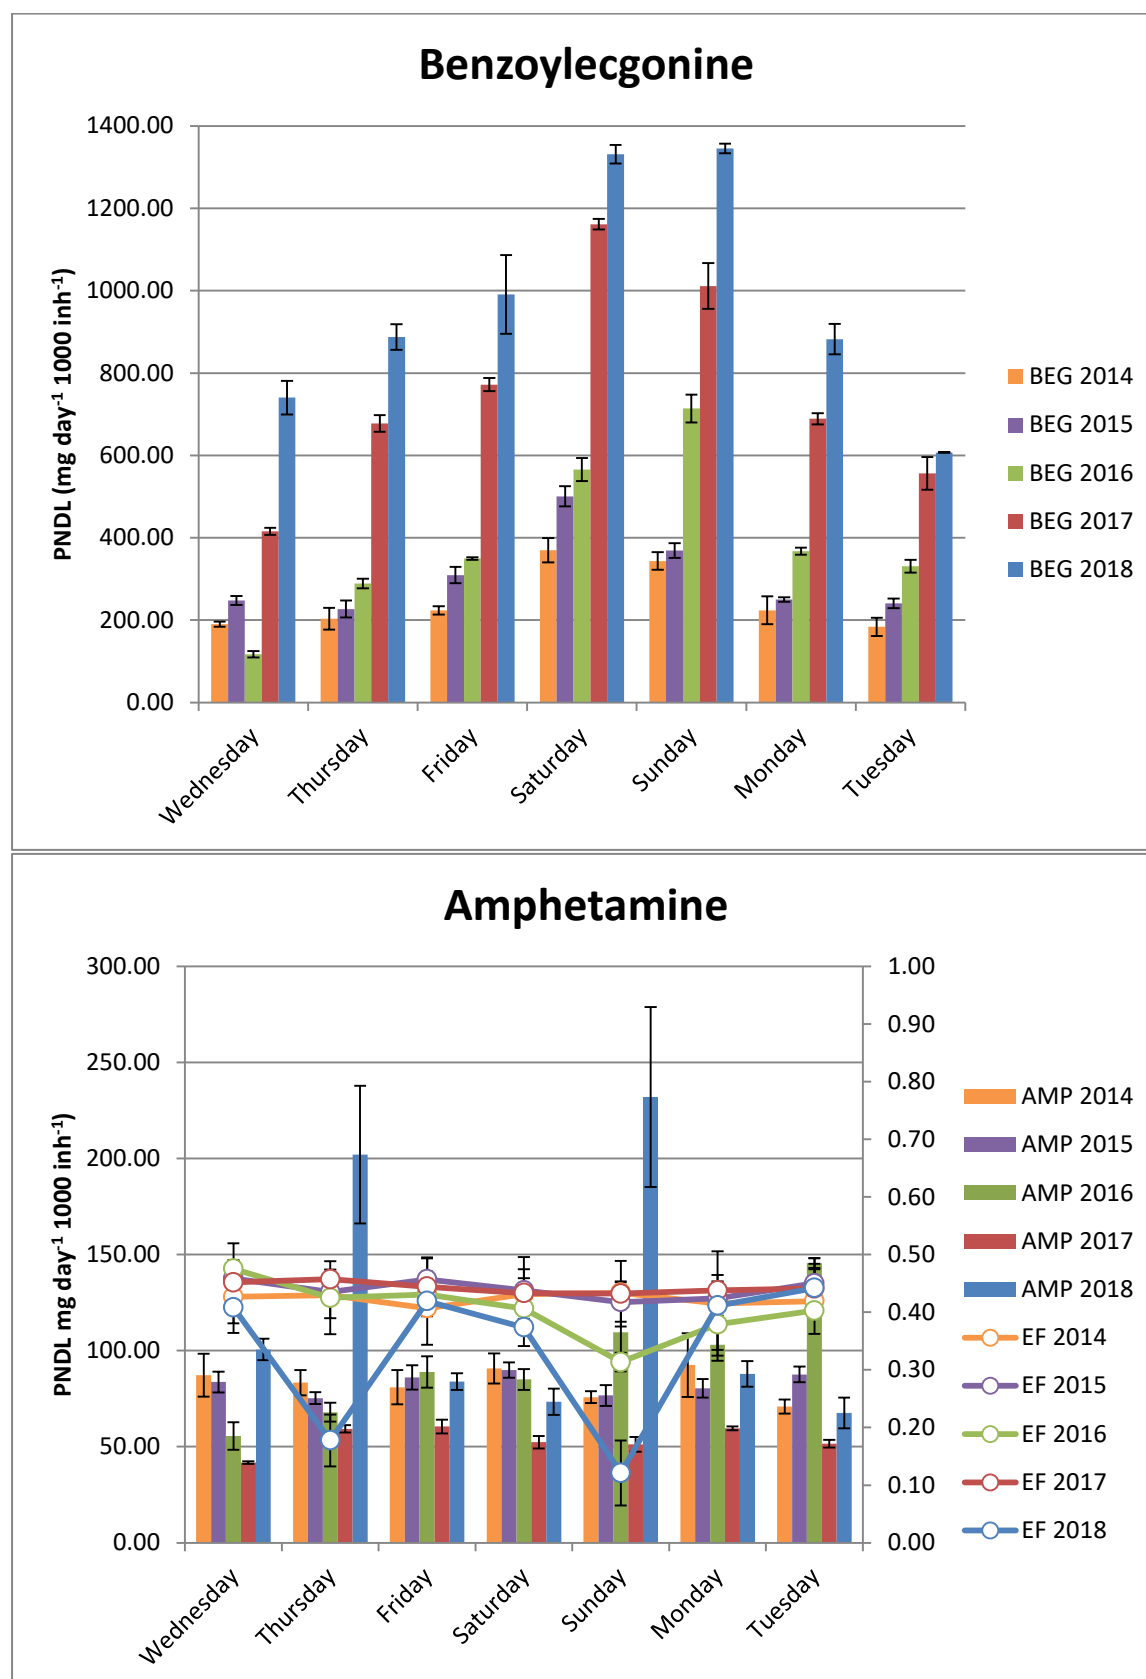 Benzoylecgonine
PNDL (mg day⁻¹ 1000 inh⁻¹)
1400.00
1200.00
1000.00
800.00
600.00
400.00
200.00
0.00
Wednesday
Thursday
Friday
Saturday
Sunday
Monday
Tuesday
BEG 2014
BEG 2015
BEG 2016
BEG 2017
BEG 2018
Amphetamine
PNDL mg day⁻¹ 1000 inh⁻¹)
300.00
250.00
200.00
150.00
100.00
50.00
0.00
1.00
0.90
0.80
0.70
0.60
0.50
0.40
0.30
0.20
0.10
0.00
Wednesday
Thursday
Friday
Saturday
Sunday
Monday
Tuesday
AMP 2014
AMP 2015
AMP 2016
AMP 2017
AMP 2018
EF 2014
EF 2015
EF 2016
EF 2017
EF 2018